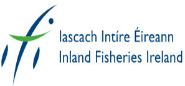 Iascach Intíre Éireann
Inland Fisheries Ireland